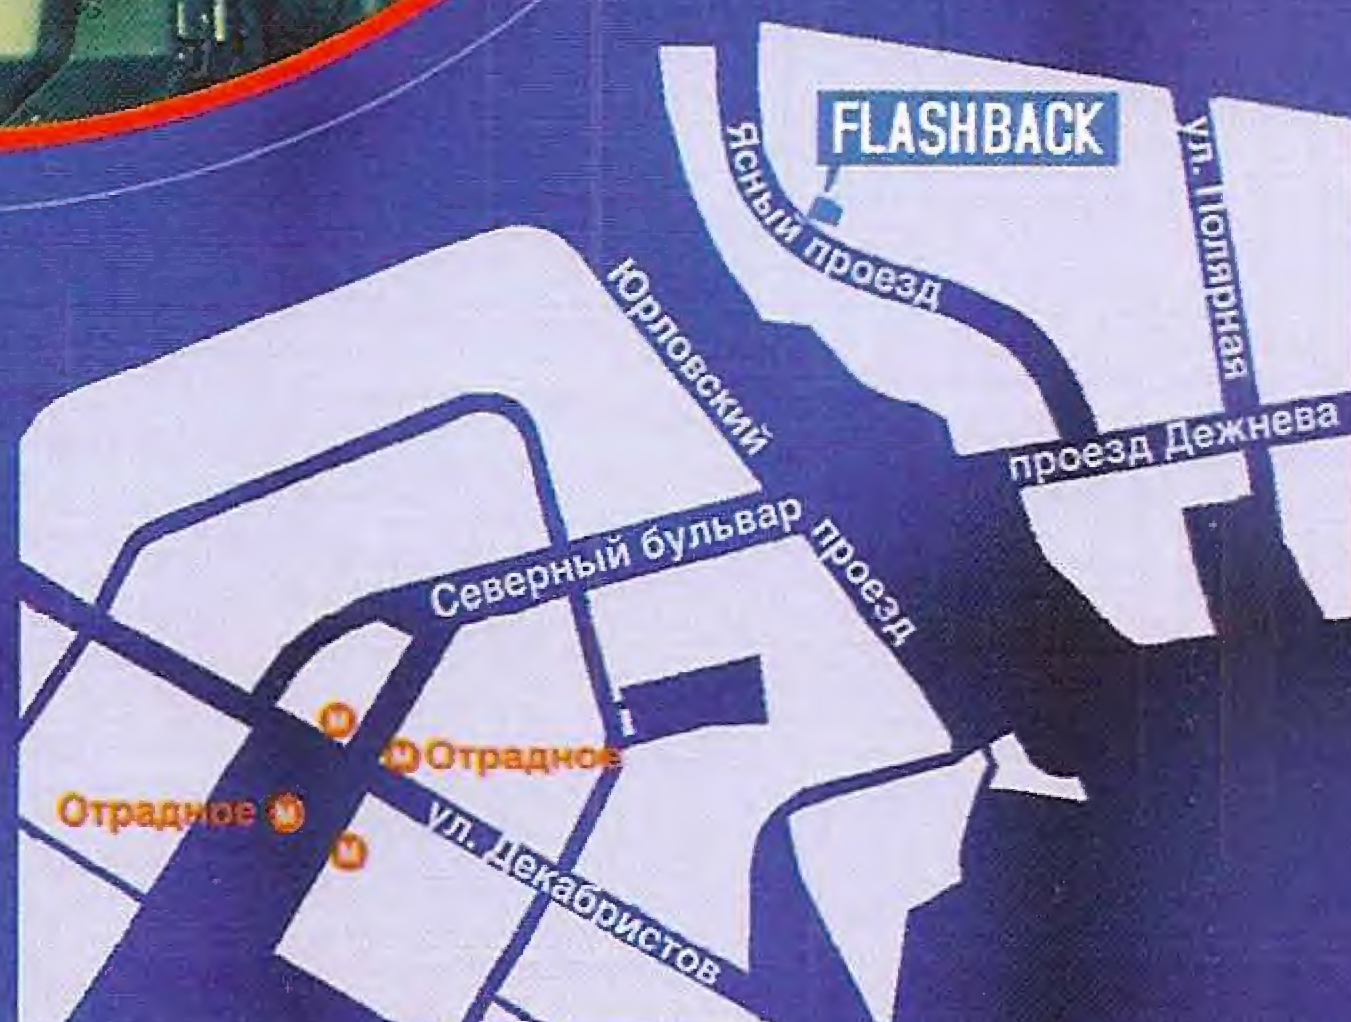 FLASHBACK
Ясный проезд
ул. Полярная
Юрловский проезд
проезд Дежнева
Северный бульвар
М
М Отрадное
Отрадное М
М
ул. Декабристов